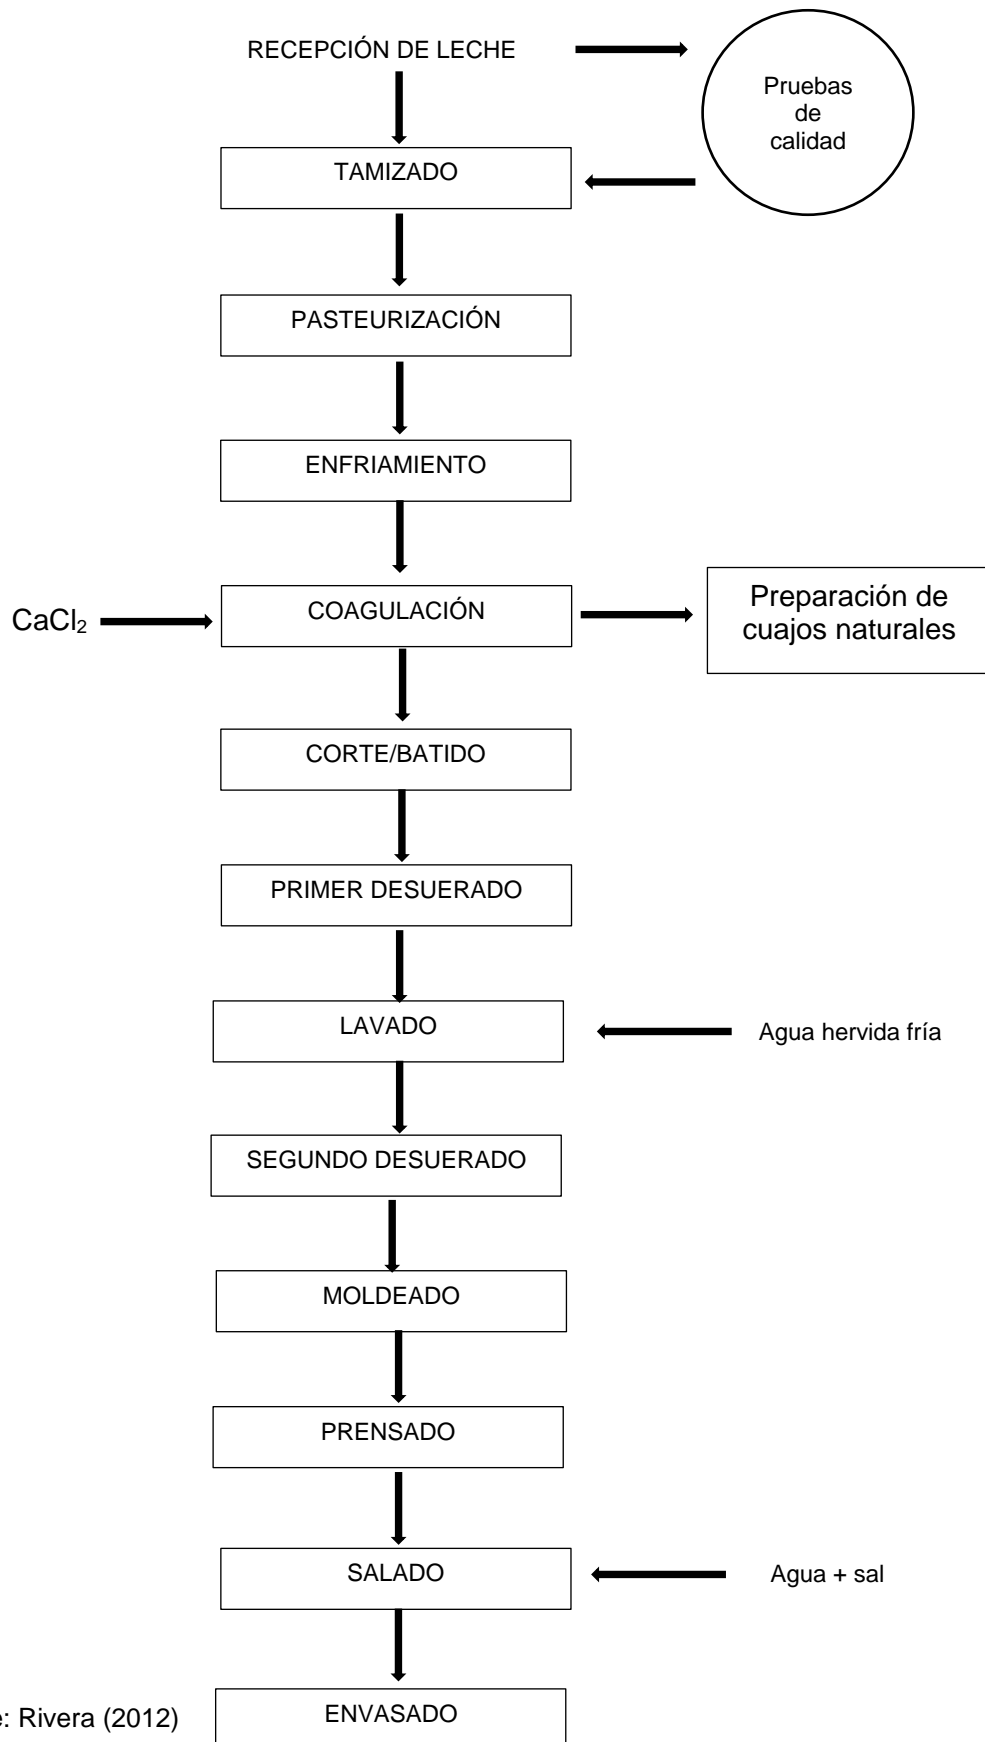 RECEPCIÓN DE LECHE
Pruebas
de
calidad
TAMIZADO
PASTEURIZACIÓN
ENFRIAMIENTO
CaCl₂
COAGULACIÓN
Preparación de
cuajos naturales
CORTE/BATIDO
PRIMER DESUERADO
LAVADO
Agua hervida fría
SEGUNDO DESUERADO
MOLDEADO
PRENSADO
SALADO
Agua + sal
ENVASADO
: Rivera (2012)